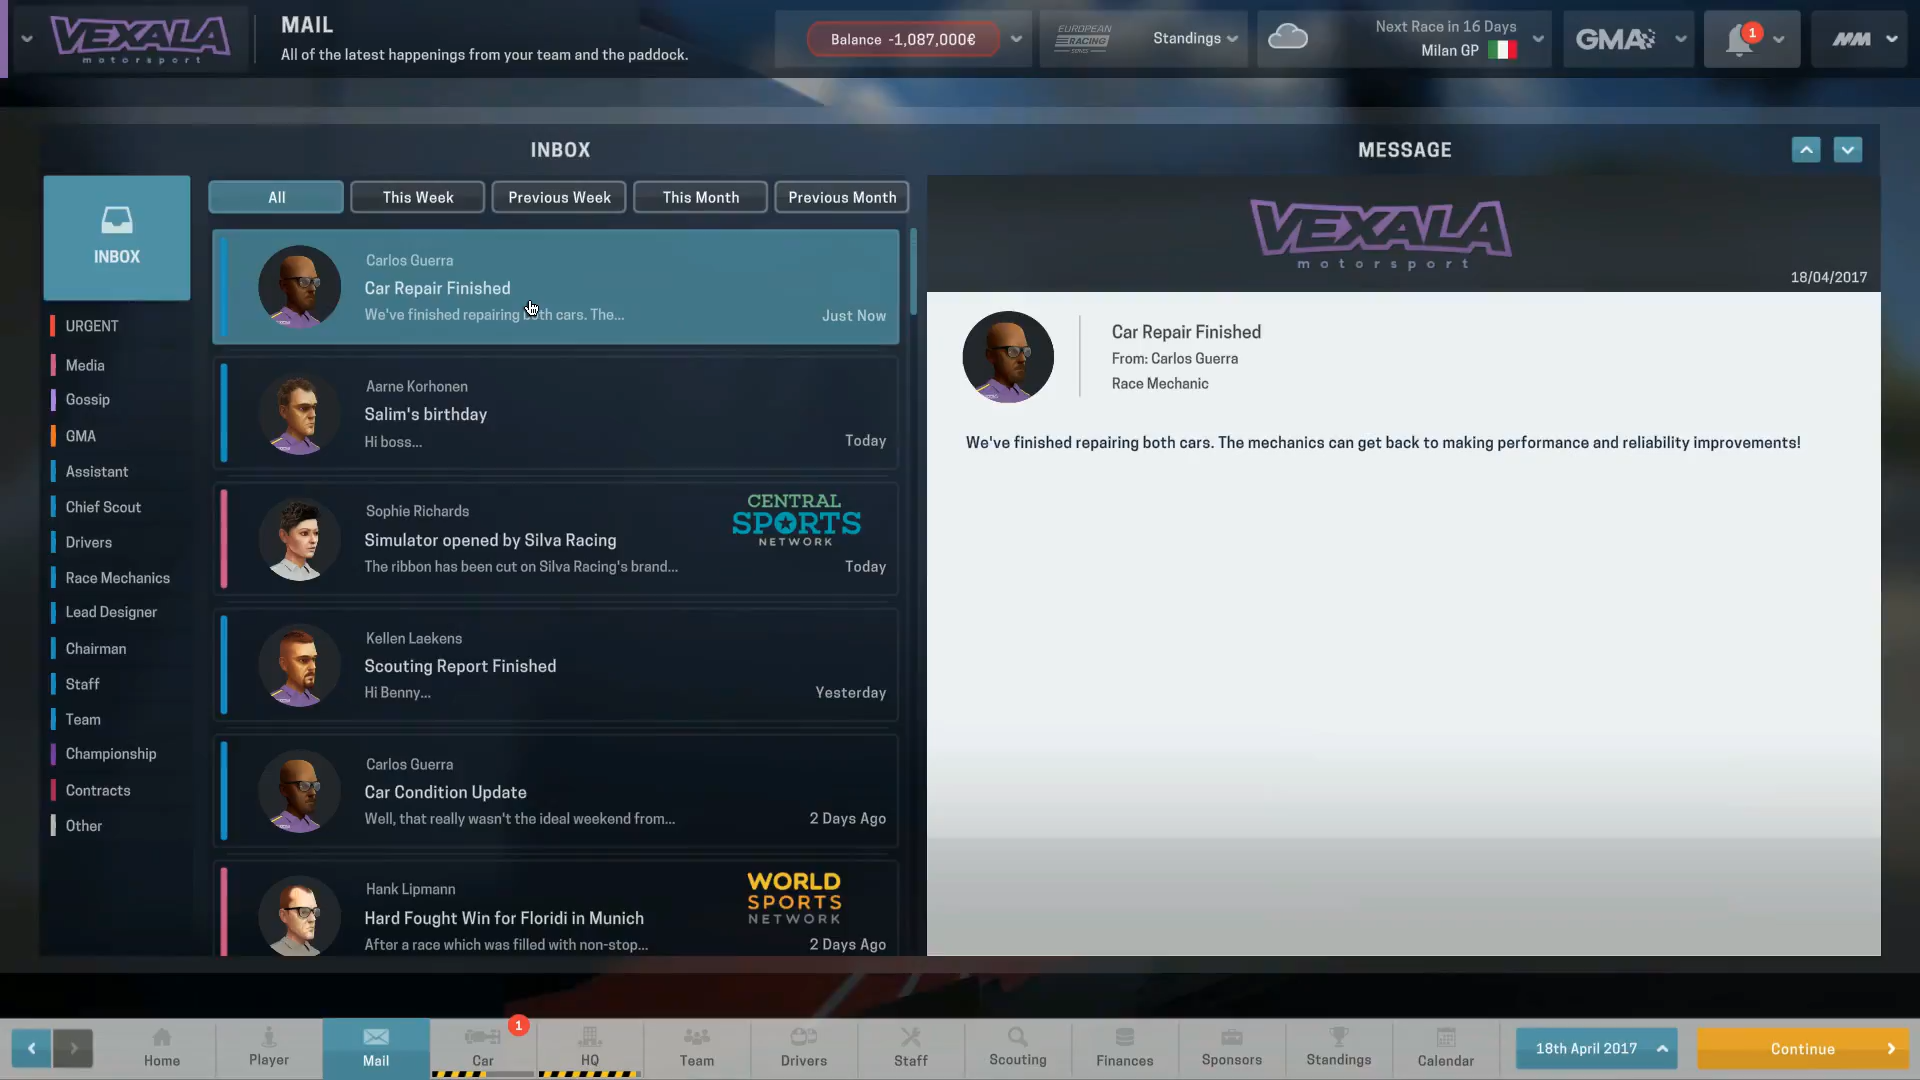 VEXALA
motorsport
MAIL
All of the latest happenings from your team and the paddock.
Balance -1,087,000€
EUROPEAN
RACING
SERIES
Standings
Next Race in 16 Days
Milan GP
GMA
1
INBOX
MESSAGE
INBOX
URGENT
Media
Gossip
GMA
Assistant
Chief Scout
Drivers
Race Mechanics
Lead Designer
Chairman
Staff
Team
Championship
Contracts
Other
All
This Week
Previous Week
This Month
Previous Month
Carlos Guerra
Car Repair Finished
We've finished repairing both cars. The...
Just Now
Aarne Korhonen
Salim's birthday
Hi boss...
Today
Sophie Richards
Simulator opened by Silva Racing
The ribbon has been cut on Silva Racing's brand...
CENTRAL
SPORTS
NETWORK
Today
Kellen Laekens
Scouting Report Finished
Hi Benny...
Yesterday
Carlos Guerra
Car Condition Update
Well, that really wasn't the ideal weekend from...
2 Days Ago
Hank Lipmann
Hard Fought Win for Floridi in Munich
After a race which was filled with non-stop...
WORLD
SPORTS
NETWORK
2 Days Ago
VEXALA
motorsport
18/04/2017
Car Repair Finished
From: Carlos Guerra
Race Mechanic
We've finished repairing both cars. The mechanics can get back to making performance and reliability improvements!
Home
Player
Mail
Car
1
HQ
Team
Drivers
Staff
Scouting
Finances
Sponsors
Standings
Calendar
18th April 2017
Continue